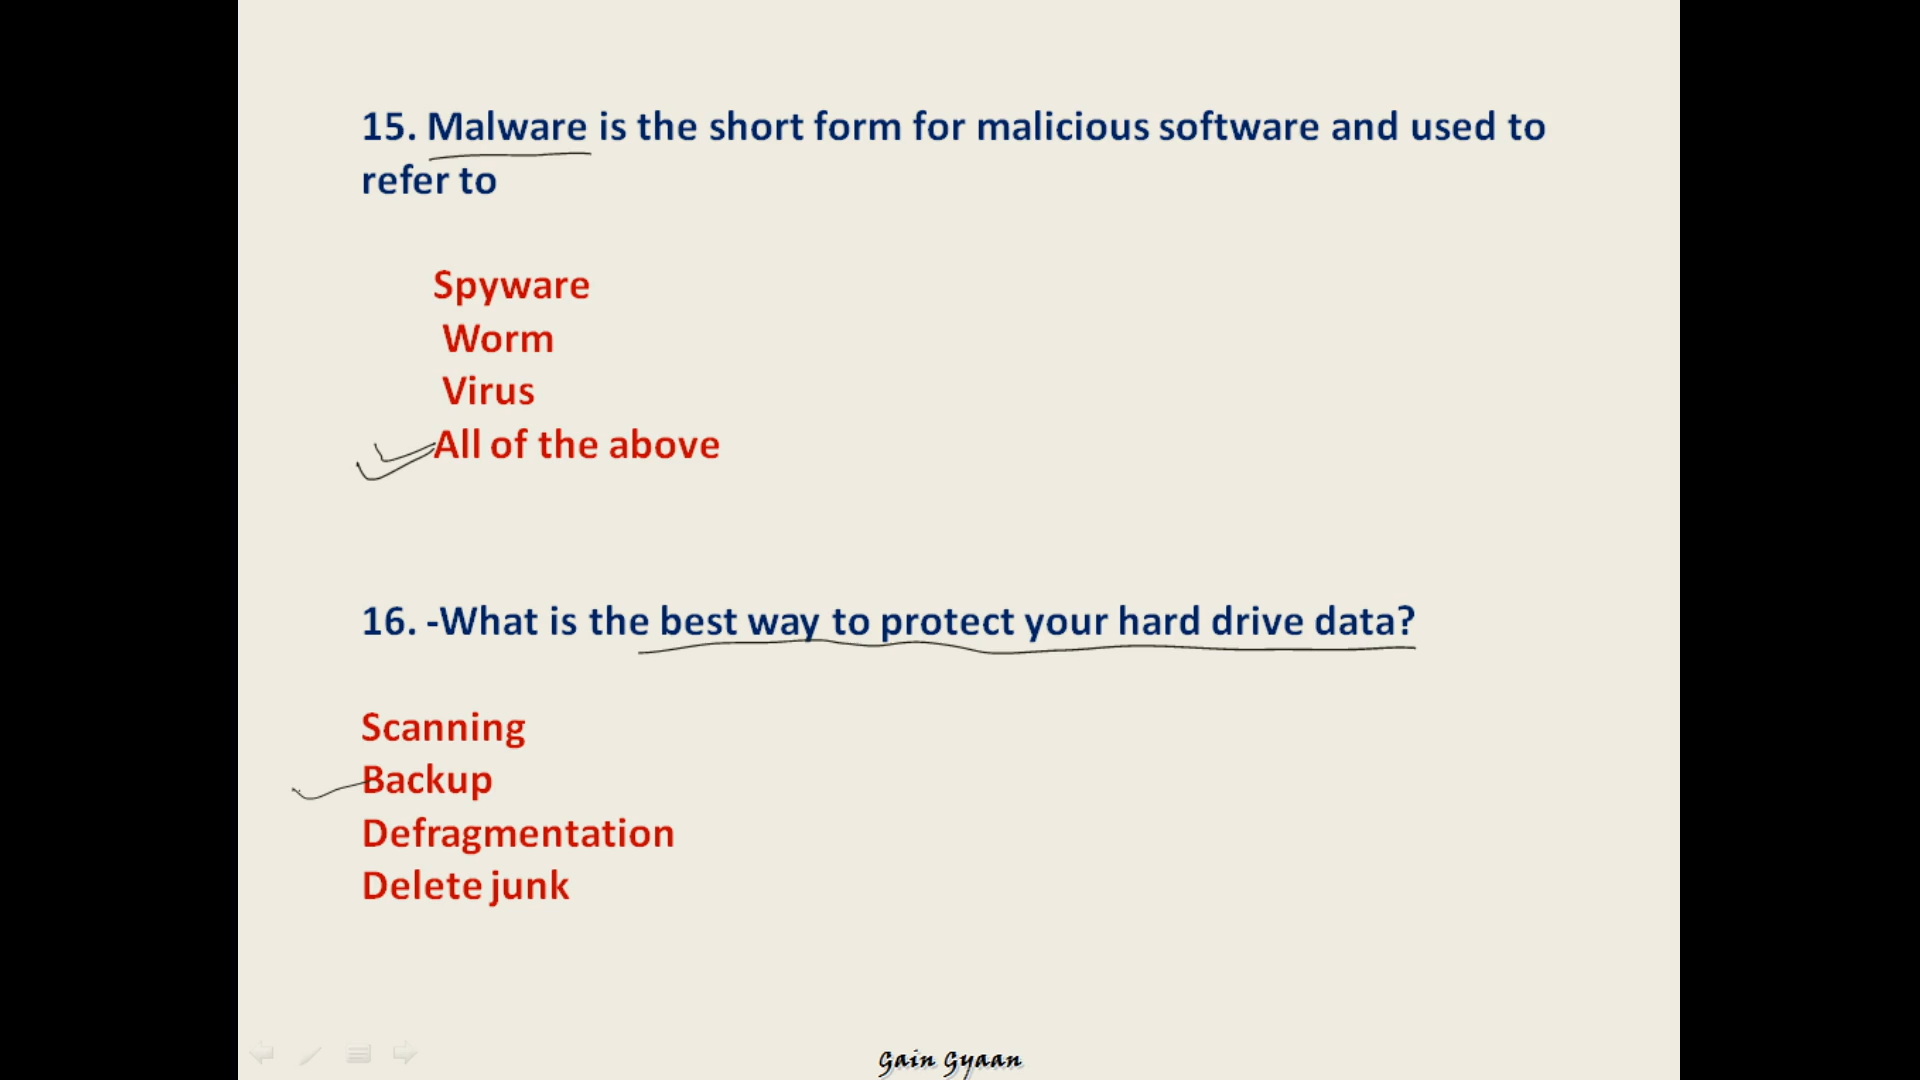 15. Malware is the short form for malicious software and used to
refer to
Spyware
Worm
Virus
All of the above
16. -What is the best way to protect your hard drive data?
Scanning
Backup
Defragmentation
Delete junk
Gain Gyaan